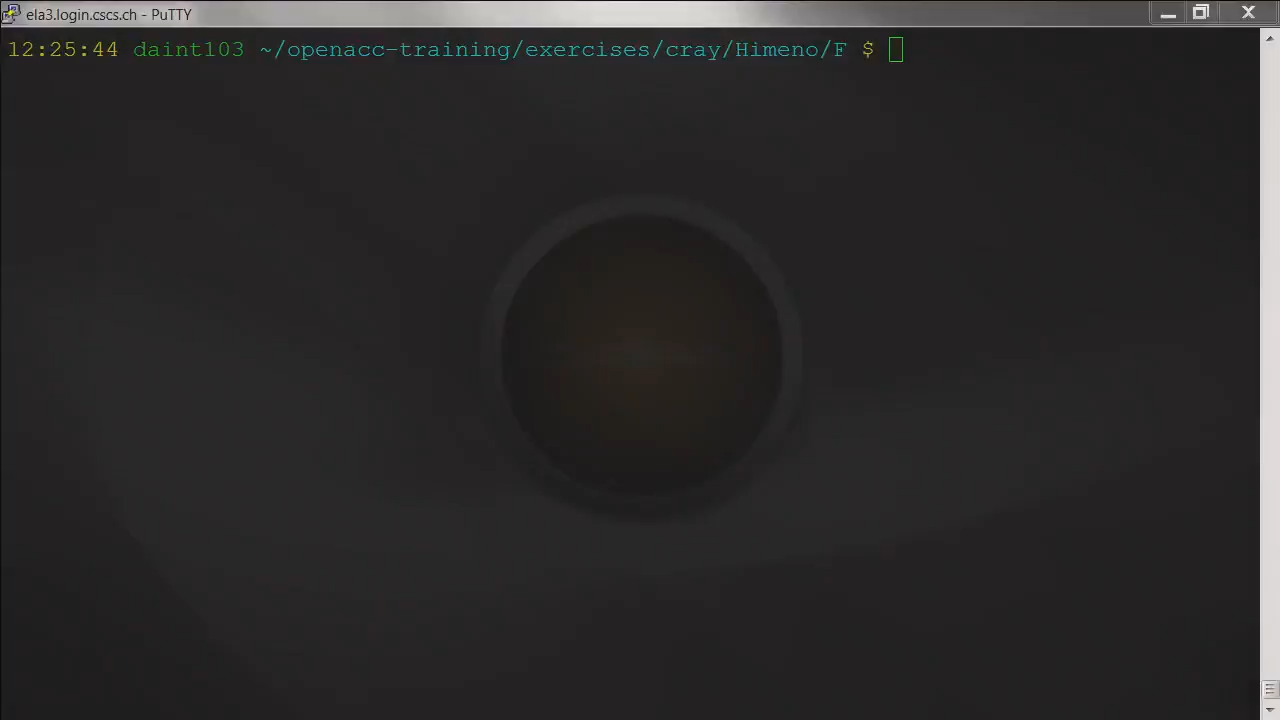 ela3.login.cscs.ch - PuTTY
12:25:44 daint103 ~/openacc-training/exercises/cray/Himeno/F $